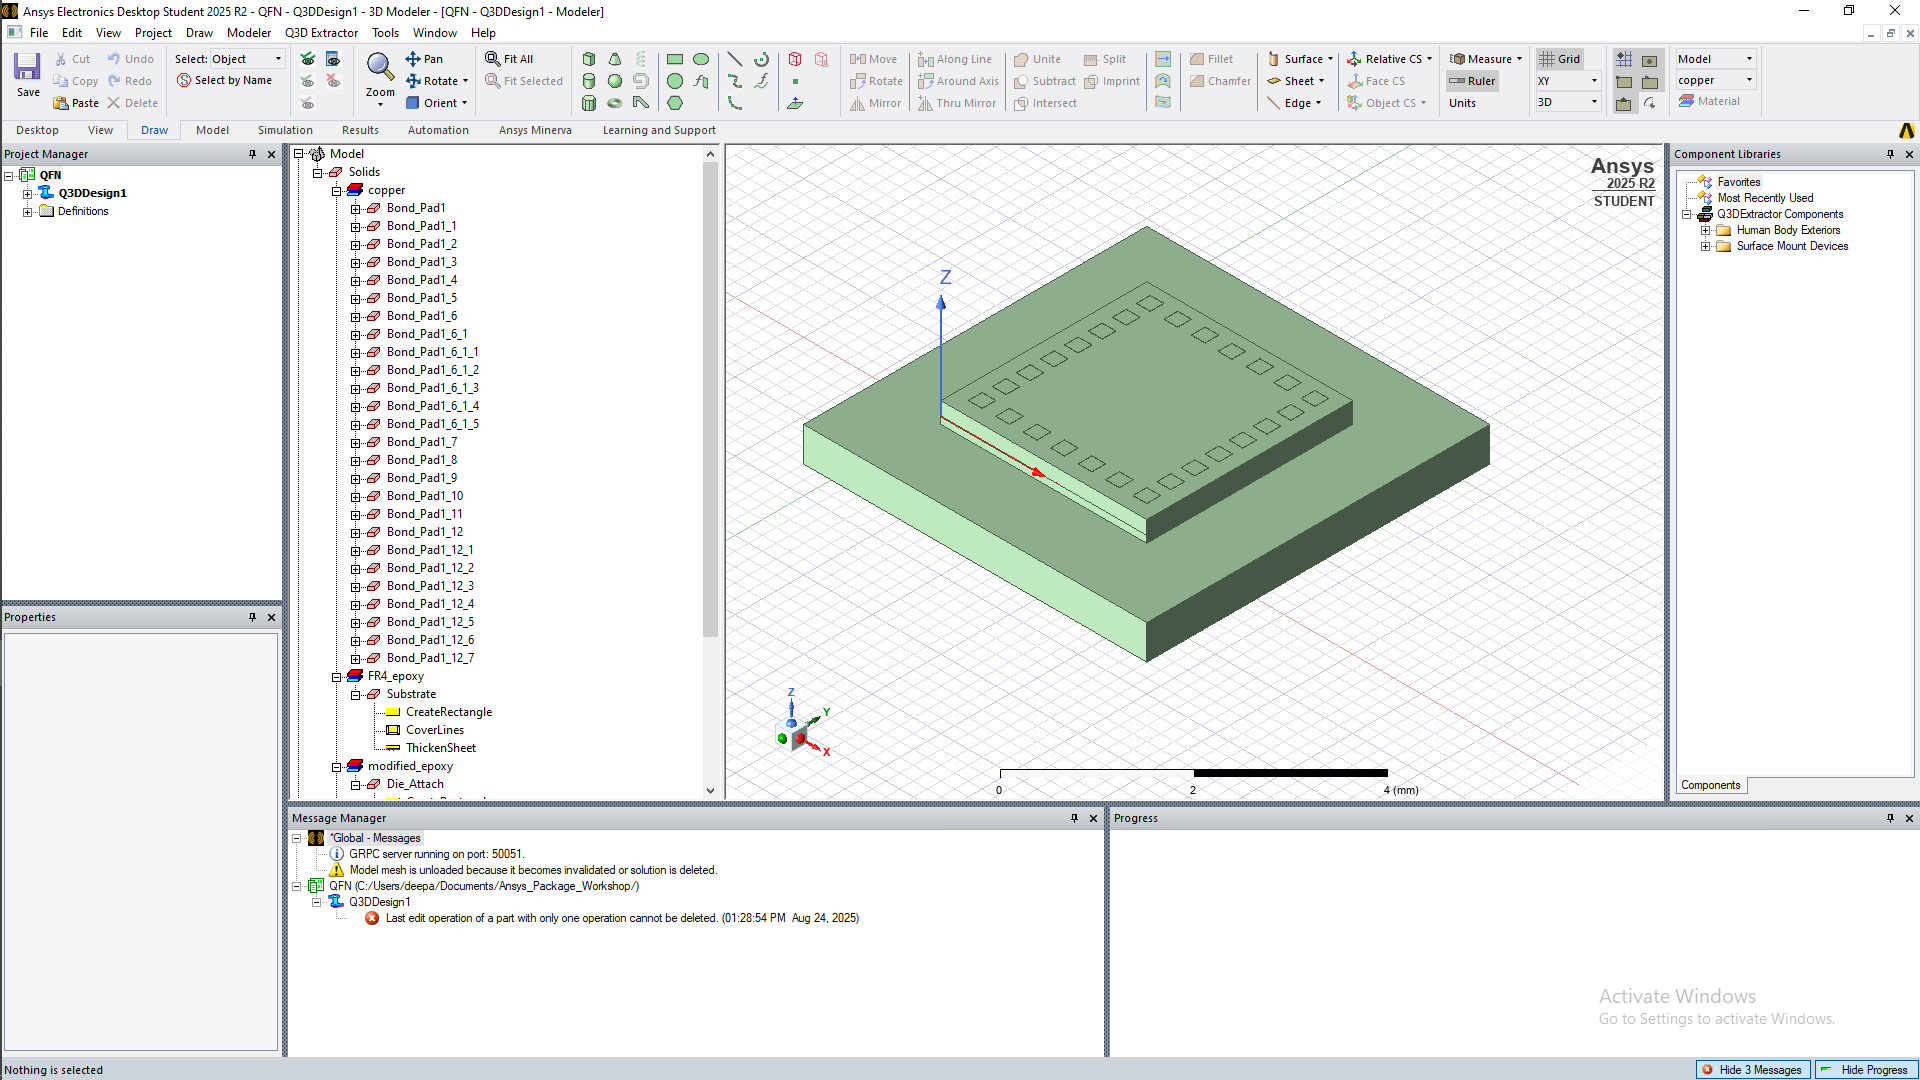 Ansys Electronics Desktop Student 2025 R2 - QFN - Q3DDesign1 - 3D Modeler - [QFN - Q3DDesign1 - Modeler]
File Edit View Project Draw Modeler Q3D Extractor Tools Window Help
Save
Cut
Copy
Paste
Undo
Redo
Delete
Select: Object
Select by Name
Zoom
Pan
Rotate
Orient
Fit All
Fit Selected
Move
Rotate
Mirror
Along Line
Around Axis
Thru Mirror
Unite
Subtract
Intersect
Split
Imprint
Fillet
Chamfer
Surface
Sheet
Edge
Relative CS
Face CS
Object CS
Measure
Ruler
Units
Grid
XY
3D
Model
copper
Material
Desktop View Draw Model Simulation Results Automation Ansys Minerva Learning and Support
Project Manager
QFN
Q3DDesign1
Definitions
Properties
Model
Solids
copper
Bond_Pad1
Bond_Pad1_1
Bond_Pad1_2
Bond_Pad1_3
Bond_Pad1_4
Bond_Pad1_5
Bond_Pad1_6
Bond_Pad1_6_1
Bond_Pad1_6_1_1
Bond_Pad1_6_1_2
Bond_Pad1_6_1_3
Bond_Pad1_6_1_4
Bond_Pad1_6_1_5
Bond_Pad1_7
Bond_Pad1_8
Bond_Pad1_9
Bond_Pad1_10
Bond_Pad1_11
Bond_Pad1_12
Bond_Pad1_12_1
Bond_Pad1_12_2
Bond_Pad1_12_3
Bond_Pad1_12_4
Bond_Pad1_12_5
Bond_Pad1_12_6
Bond_Pad1_12_7
FR4_epoxy
Substrate
CreateRectangle
CoverLines
ThickenSheet
modified_epoxy
Die_Attach
Ansys
2025 R2
STUDENT
Z
Z
Y
X
0 2 4 (mm)
Component Libraries
Favorites
Most Recently Used
Q3DExtractor Components
Human Body Exteriors
Surface Mount Devices
Components
Message Manager
*Global - Messages
GRPC server running on port: 50051.
Model mesh is unloaded because it becomes invalidated or solution is deleted.
QFN (C:/Users/deepa/Documents/Ansys_Package_Workshop/)
Q3DDesign1
Last edit operation of a part with only one operation cannot be deleted. (01:28:54 PM Aug 24, 2025)
Progress
Activate Windows
Go to Settings to activate Windows.
Nothing is selected
Hide 3 Messages
Hide Progress